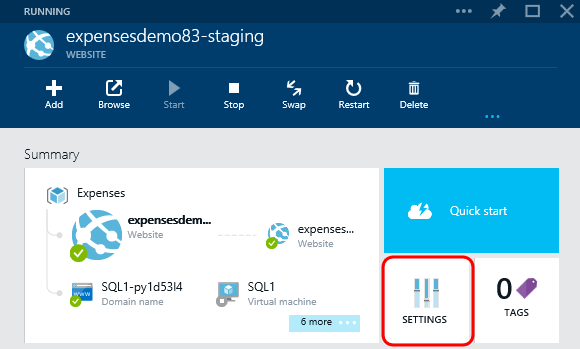 RUNNING
expensesdemo83-staging
WEBSITE
Add Browse Start Stop Swap Restart Delete
Summary
Expenses
Quick start
expensesdem...
Website
expenses...
Website
SQL1-py1d53l4
Domain name
SQL1
Virtual machine
6 more
SETTINGS
0
TAGS
www